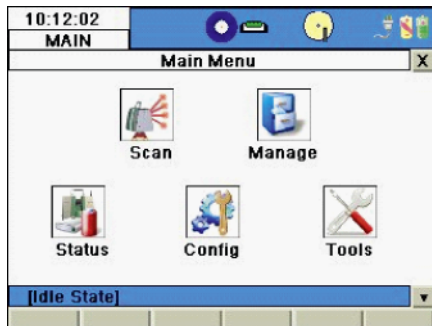 10:12:02
MAIN
Main Menu X
Scan Manage
Status Config Tools
[Idle State]